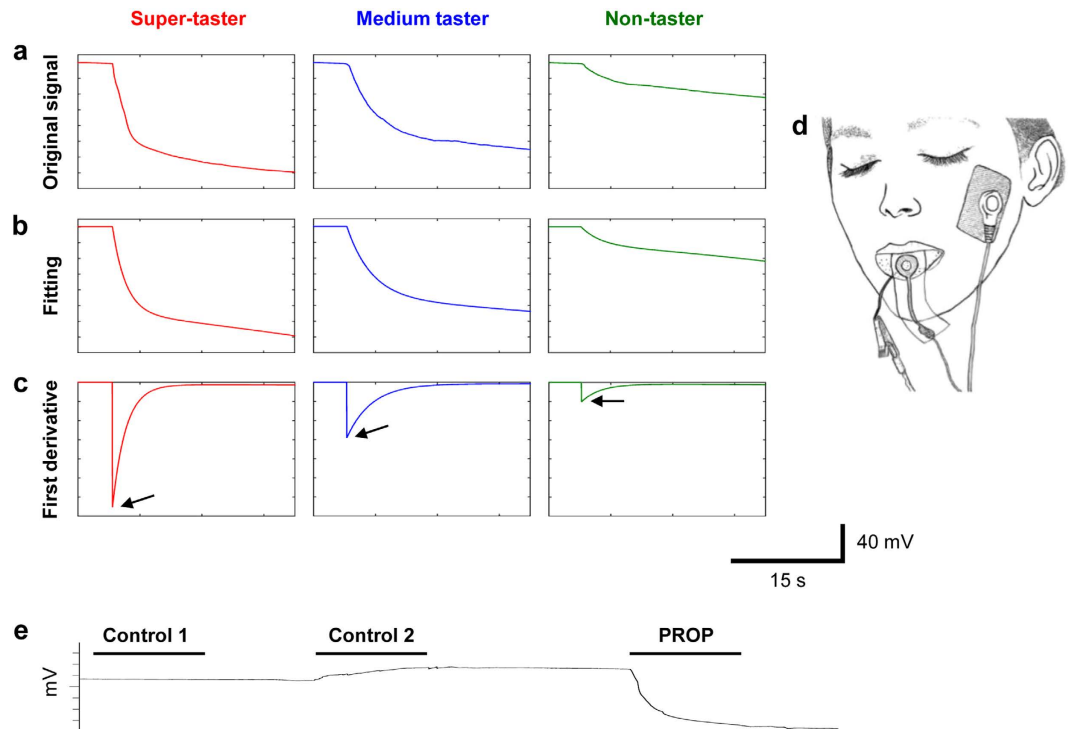 Super-taster
Medium taster
Non-taster
a
Original signal
b
Fitting
c
First derivative
d
40 mV
15 s
e
Control 1
Control 2
PROP
mV